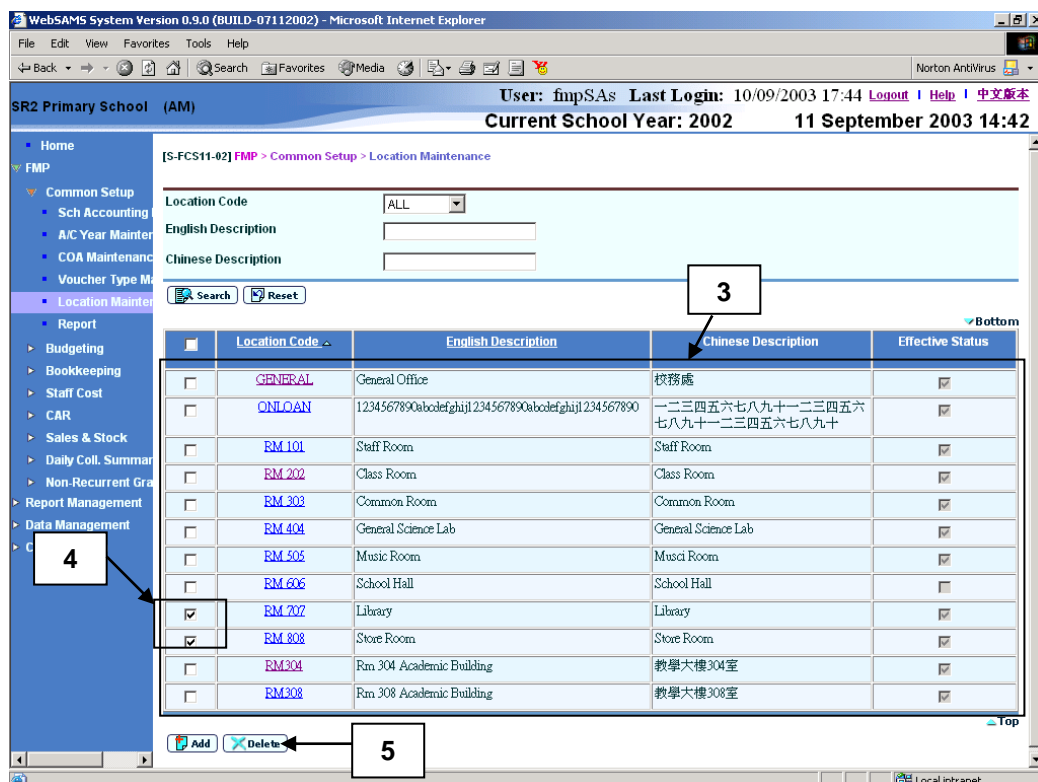 WebSAMS System Version 0.9.0 (BUILD-07112002) - Microsoft Internet Explorer
File Edit View Favorites Tools Help
Back Search Favorites Media Norton AntiVirus
User: fmpSAs Last Login: 10/09/2003 17:44 Logout | Help | 中文版本
SR2 Primary School (AM)
Current School Year: 2002 11 September 2003 14:42
Home
FMP
Common Setup
Sch Accounting
A/C Year Mainter
COA Maintenanc
Voucher Type Ma
Location Mainter
Report
Budgeting
Bookkeeping
Staff Cost
CAR
Sales & Stock
Daily Coll. Summar
Non-Recurrent Gra
Report Management
Data Management
C
[S-FCS11-02] FMP > Common Setup > Location Maintenance
Location Code ALL
English Description
Chinese Description
Search Reset
3
Bottom
Location Code English Description Chinese Description Effective Status
GENERAL General Office 校務處
ONLOAN 1234567890abcdefghij1234567890abcdefghij1234567890 一二三四五六七八九十一二三四五六
七八九十一二三四五六七八九十
RM 101 Staff Room Staff Room
RM 202 Class Room Class Room
RM 303 Common Room Common Room
RM 404 General Science Lab General Science Lab
RM 505 Music Room Musci Room
4
RM 606 School Hall School Hall
RM 707 Library Library
RM 808 Store Room Store Room
RM304 Rm 304 Academic Building 教學大樓304室
RM308 Rm 308 Academic Building 教學大樓308室
Top
Add Delete
5
Local intranet